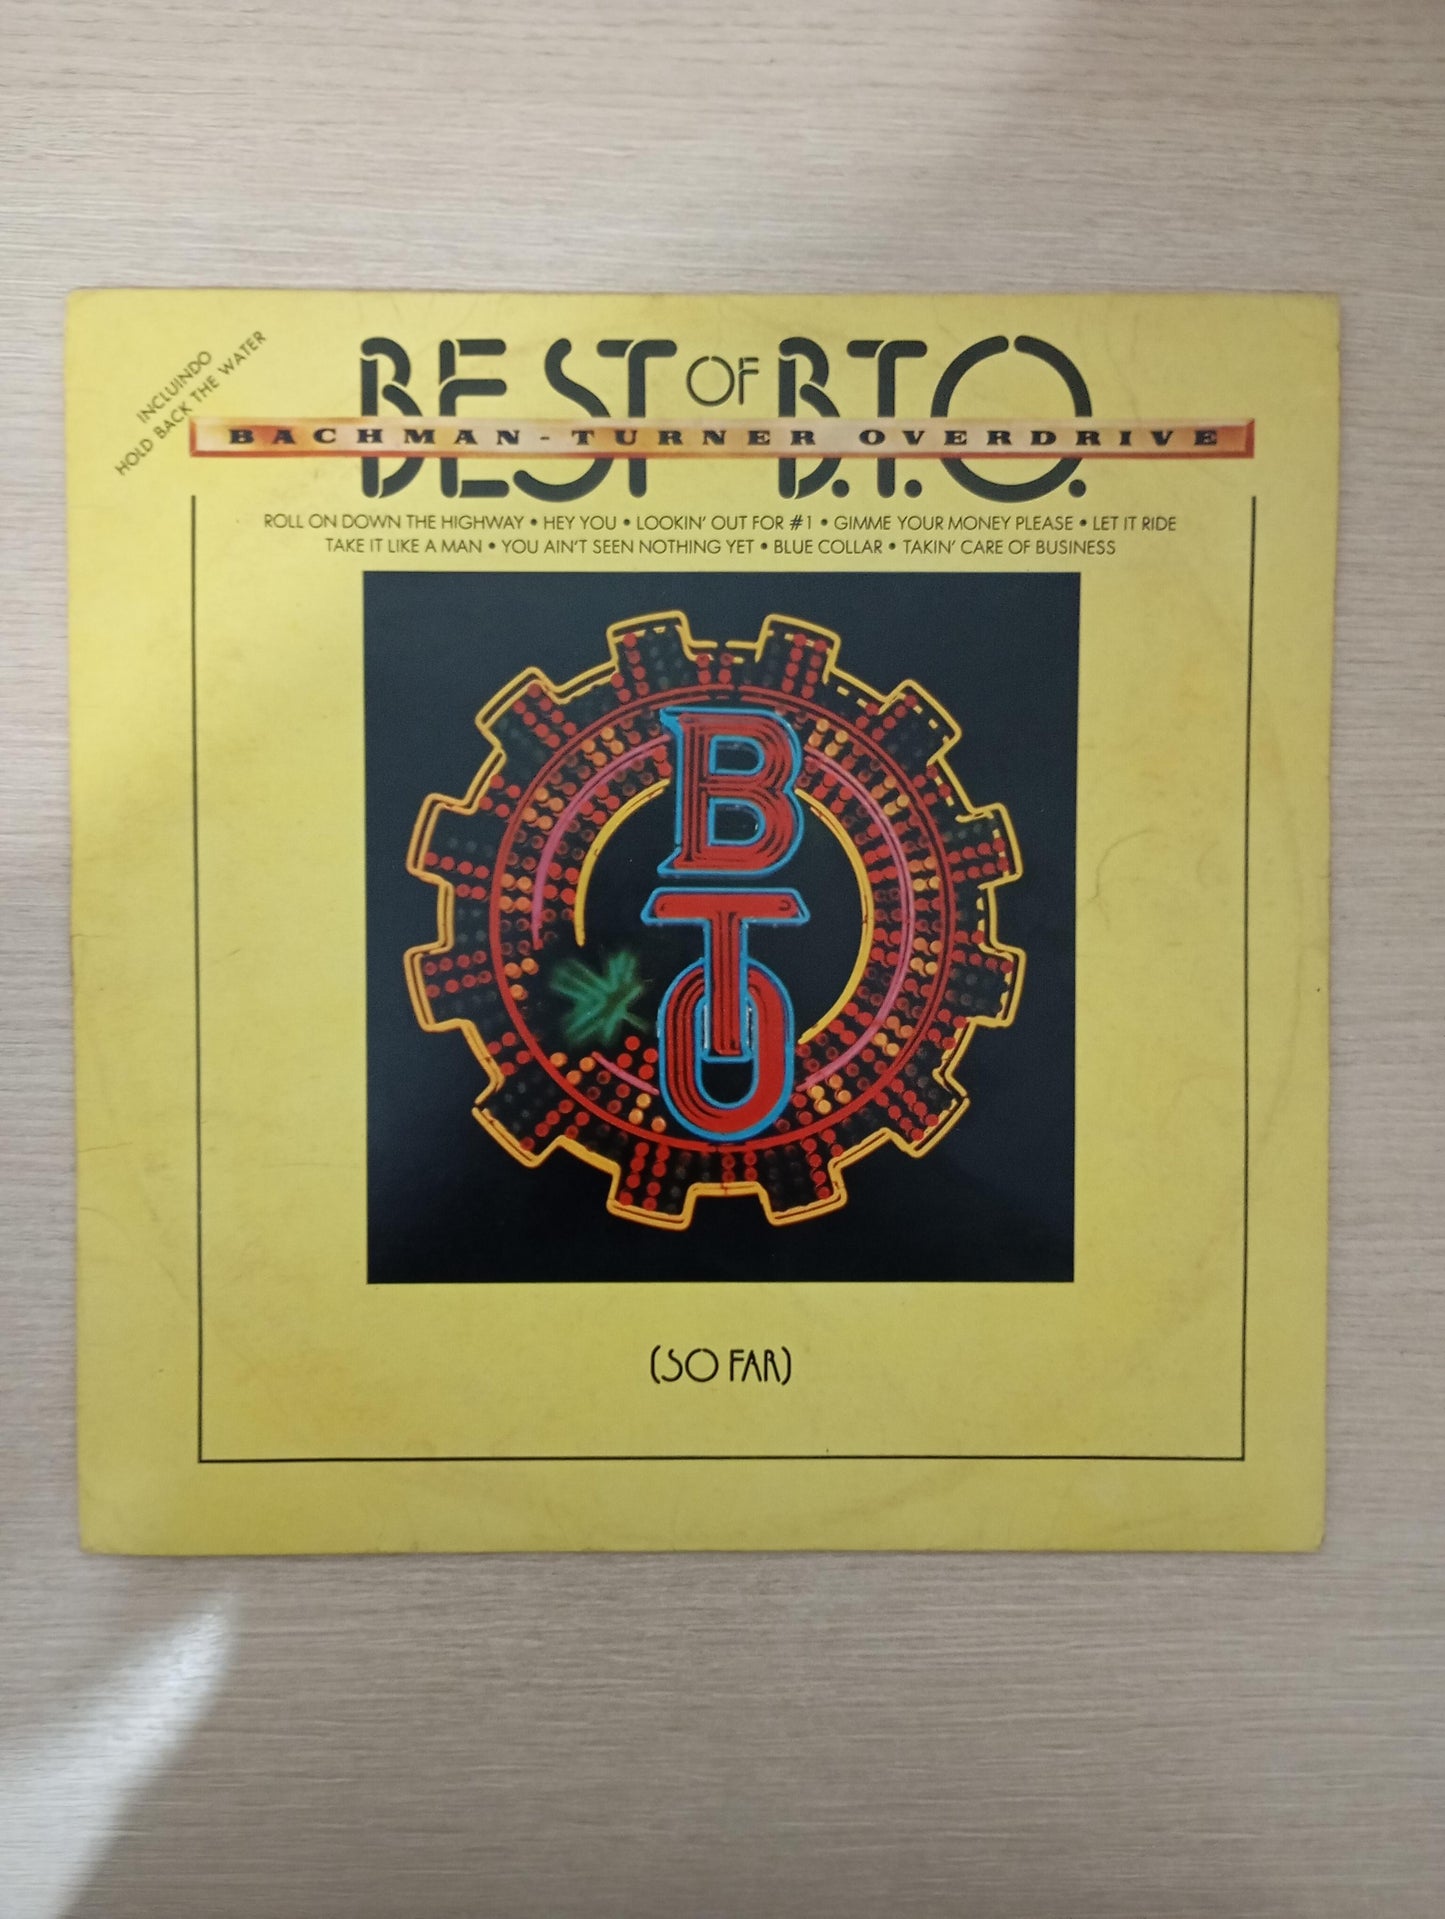 INCLUINDO
HOLD BACK THE WATER
BEST OF B.T.O.
BACHMAN-TURNER OVERDRIVE
ROLL ON DOWN THE HIGHWAY • HEY YOU • LOOKIN' OUT FOR #1 • GIMME YOUR MONEY PLEASE • LET IT RIDE
TAKE IT LIKE A MAN • YOU AIN'T SEEN NOTHING YET • BLUE COLLAR • TAKIN' CARE OF BUSINESS
B
T
O
(SO FAR)